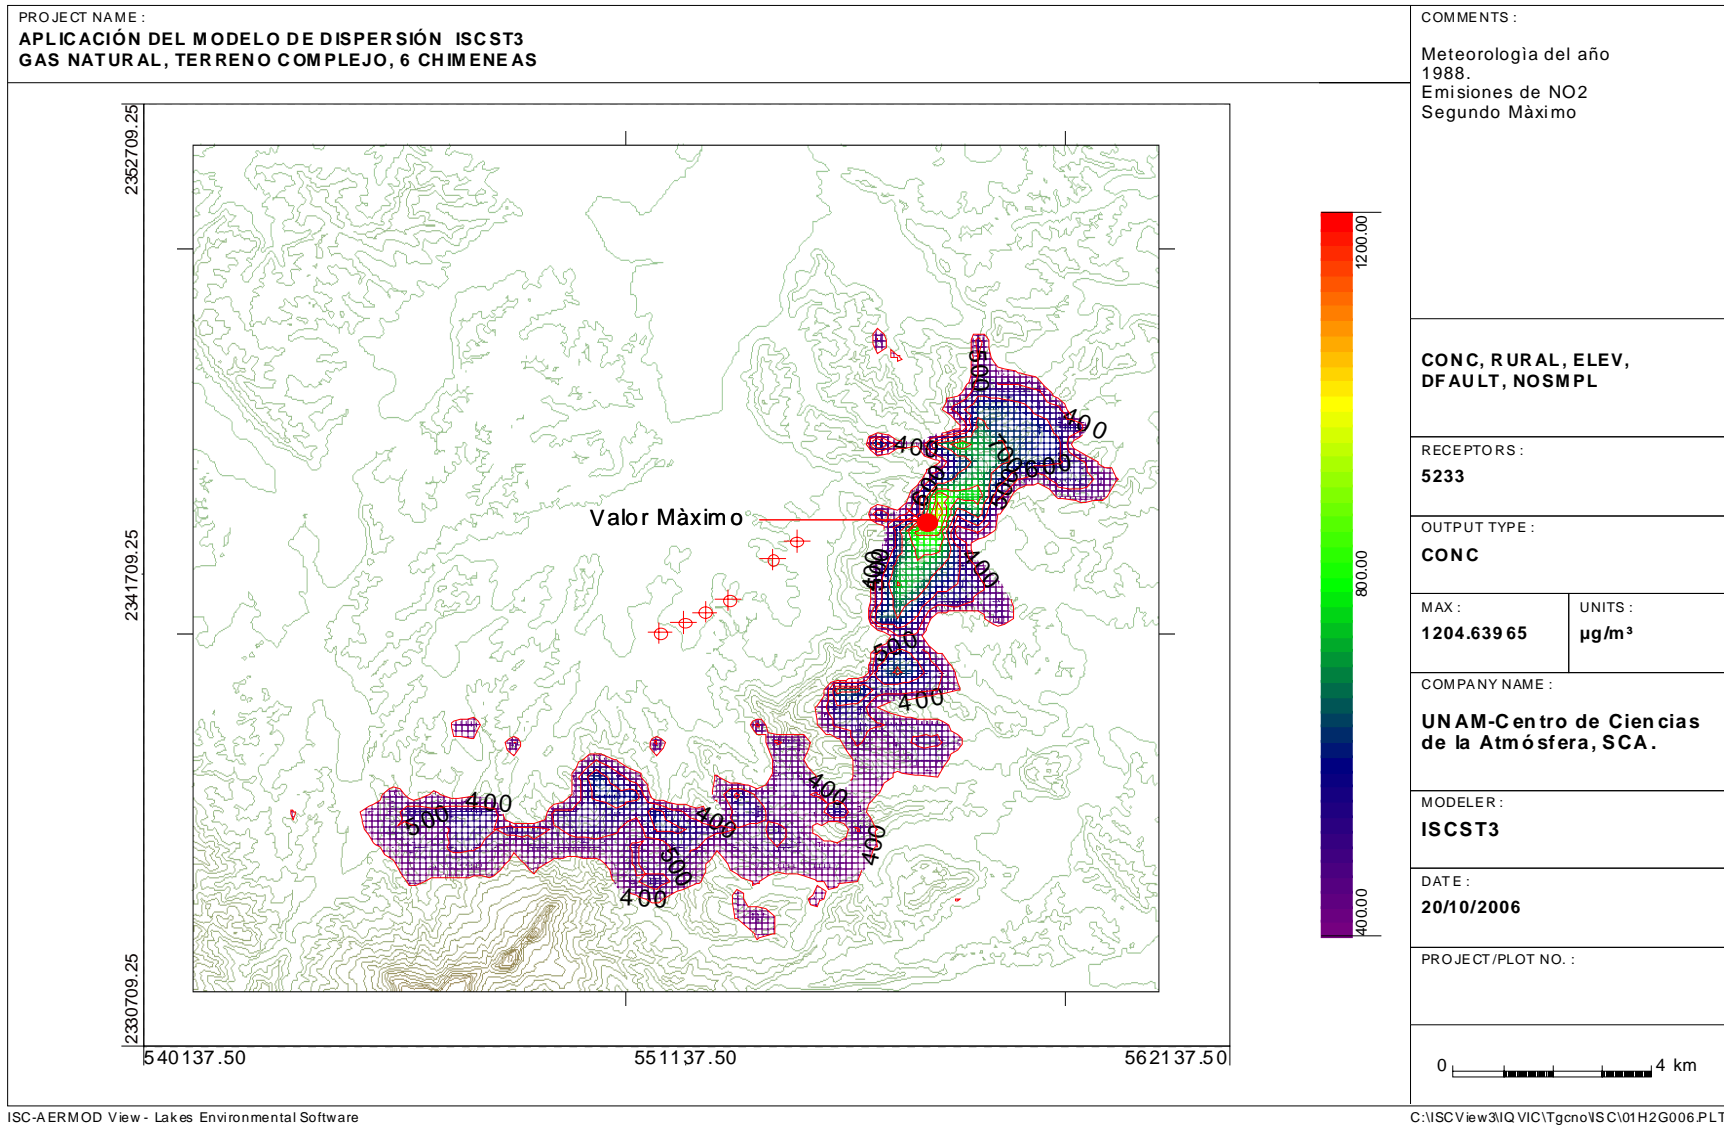 PROJECT NAME :
APLICACIÓN DEL MODELO DE DISPERSIÓN ISCST3
GAS NATURAL, TERRENO COMPLEJO, 6 CHIMENEAS
COMMENTS :
Meteorologìa del año
1988.
Emisiones de NO2
Segundo Màximo
CONC, RURAL, ELEV,
DFAULT, NOSMPL
RECEPTORS :
5233
OUTPUT TYPE :
CONC
MAX :
1204.63965
UNITS :
µg/m³
COMPANY NAME :
UNAM-Centro de Ciencias
de la Atmósfera, SCA.
MODELER :
ISCST3
DATE :
20/10/2006
PROJECT/PLOT NO. :
0 4 km
2352709.25
2341709.25
2330709.25
540137.50
551137.50
562137.50
Valor Màximo
500
400
400
700
600
600
500
400
500
400
500
400
400
400
500
400
400
500
400
1200.00
800.00
400.00
ISC-AERMOD View - Lakes Environmental Software
C:\ISCView3\IQVIC\Tgcno\ISC\01H2G006.PLT